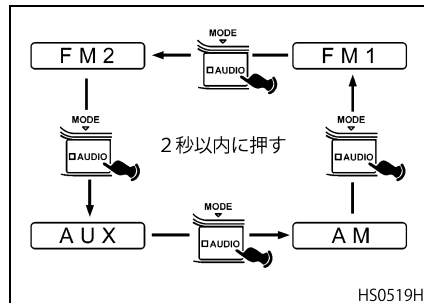 MODE
FM2
AUDIO
FM1
MODE
AUDIO
2秒以内に押す
MODE
AUDIO
MODE
AUX
AUDIO
AM
HS0519H